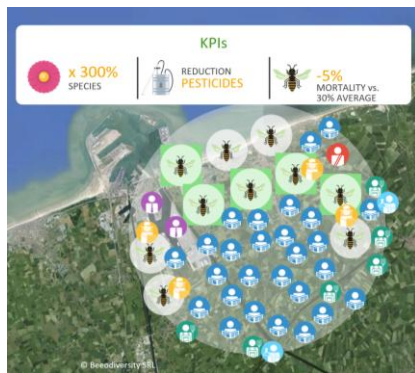 KPIs
x 300%
SPECIES
REDUCTION
PESTICIDES
-5%
MORTALITY vs.
30% AVERAGE
© Beeodiversity SRL